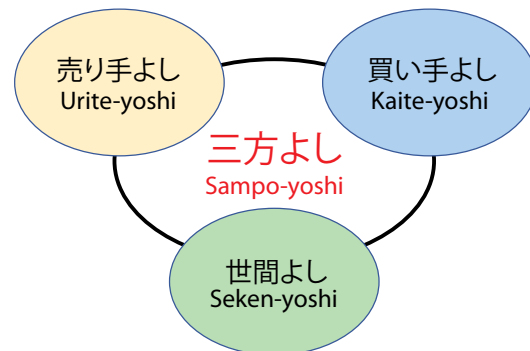 売り手よし
Urite-yoshi
買い手よし
Kaite-yoshi
三方よし
Sampo-yoshi
世間よし
Seken-yoshi